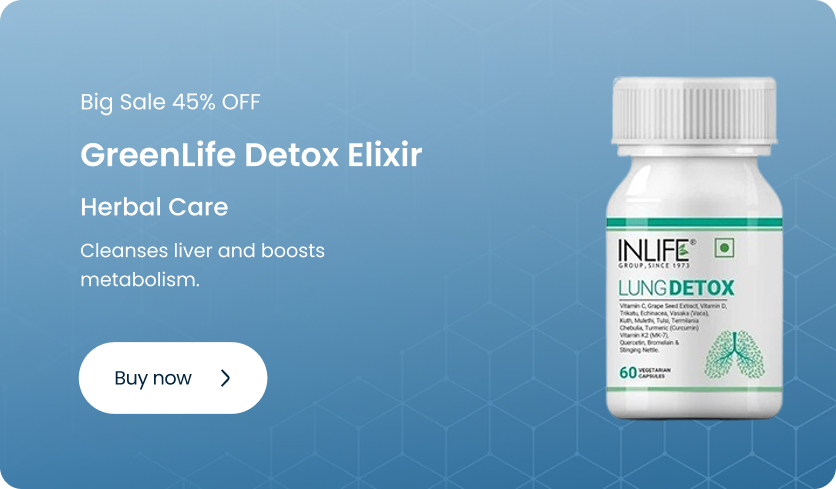 Big Sale 45% OFF
GreenLife Detox Elixir
Herbal Care
Cleanses liver and boosts
metabolism.
Buy now
INLIFE®
GROUP, SINCE 1973
LUNG DETOX
Vitamin C, Grape Seed Extract, Vitamin D,
Trikatu, Echinacea, Vasaka (Vaca),
Kuth, Mulethi, Tulsi, Termilania
Chebula, Turmeric (Curcumin)
Vitamin K2 (MK-7),
Quercetin, Bromelain &
Stinging Nettle.
60 VEGETARIAN
CAPSULES